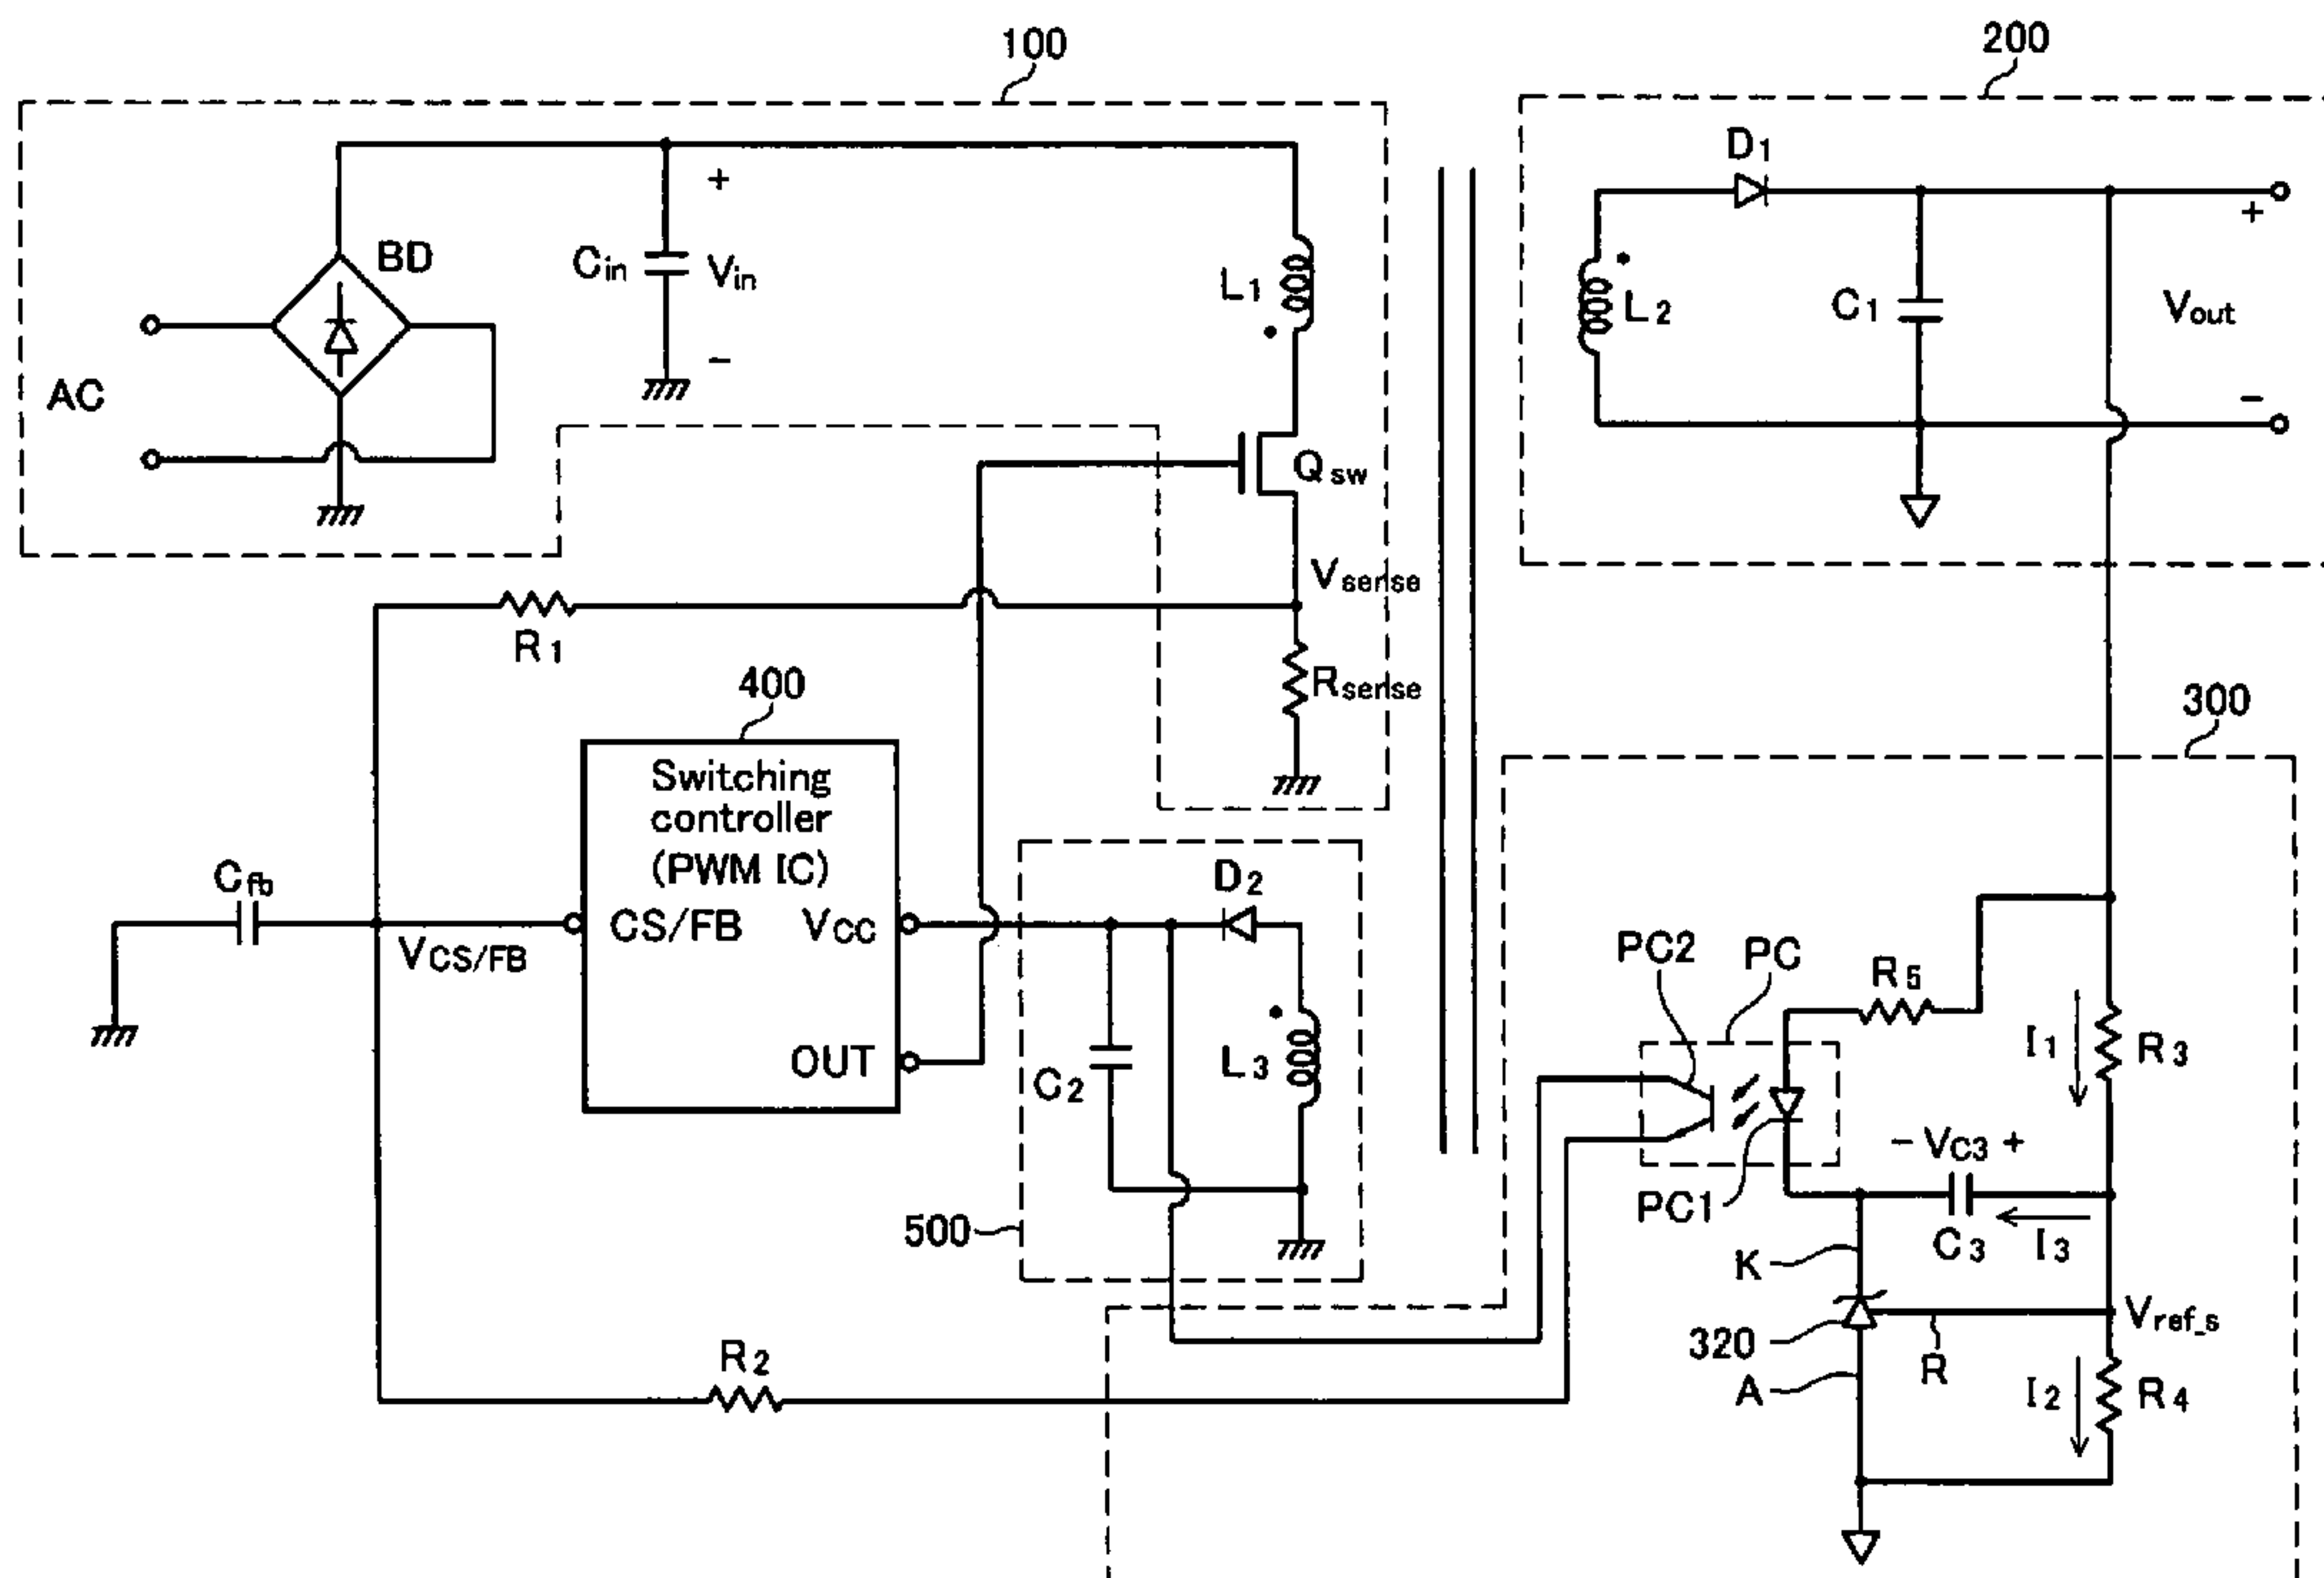 100
200
D1
+
BD
Cin
Vin
L1
L2
C1
+
Vout
−
AC
−
Qsw
Vsense
R1
Rsense
400
300
Switching
controller
(PWM IC)
Cfb
CS/FB
VCC
D2
VCS/FB
PC2
PC
R5
OUT
C2
L3
I1
R3
− VC3 +
PC1
500
K
C3
I3
Vref_s
320
R
R2
A
I2
R4